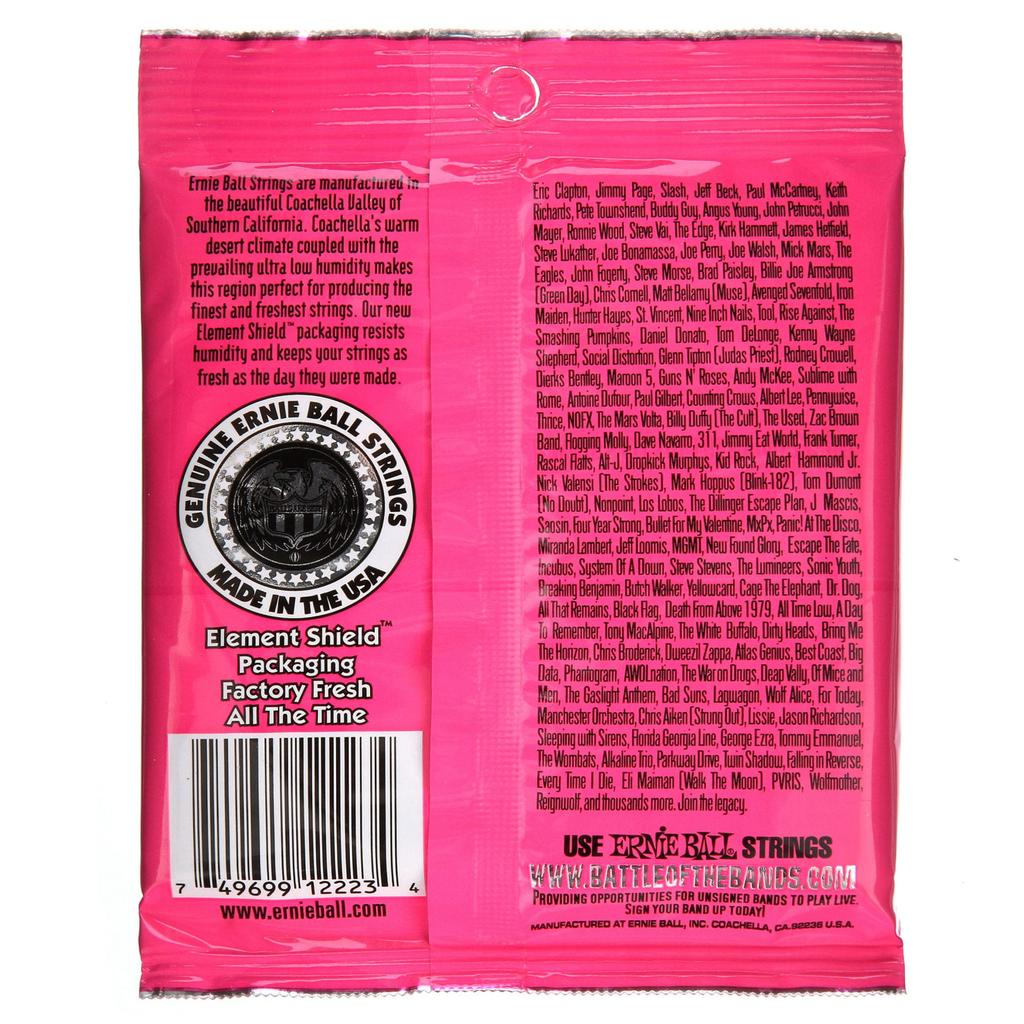 Ernie Ball Strings are manufactured in
the beautiful Coachella Valley of
Southern California. Coachella's warm
desert climate coupled with the
prevailing ultra low humidity makes
this region perfect for producing the
finest and freshest strings. Our new
Element Shield™ packaging resists
humidity and keeps your strings as
fresh as the day they were made.
GENUINE ERNIE BALL STRINGS
MADE IN THE USA
Element Shield™
Packaging
Factory Fresh
All The Time
7 49699 12223 4
www.ernieball.com
Eric Clapton, Jimmy Page, Slash, Jeff Beck, Paul McCartney, Keith
Richards, Pete Townshend, Buddy Guy, Angus Young, John Petrucci, John
Mayer, Ronnie Wood, Steve Vai, The Edge, Kirk Hammett, James Hetfield,
Steve Lukather, Joe Bonamassa, Joe Perry, Joe Walsh, Mick Mars, The
Eagles, John Fogerty, Steve Morse, Brad Paisley, Billie Joe Armstrong
(Green Day), Chris Cornell, Matt Bellamy (Muse), Avenged Sevenfold, Iron
Maiden, Hunter Hayes, St. Vincent, Nine Inch Nails, Tool, Rise Against, The
Smashing Pumpkins, Daniel Donato, Tom DeLonge, Kenny Wayne
Shepherd, Social Distortion, Glenn Tipton (Judas Priest), Rodney Crowell,
Dierks Bentley, Maroon 5, Guns N' Roses, Andy McKee, Sublime with
Rome, Antoine Dufour, Paul Gilbert, Counting Crows, Albert Lee, Pennywise,
Thrice, NOFX, The Mars Volta, Billy Duffy (The Cult), The Used, Zac Brown
Band, Flogging Molly, Dave Navarro, 311, Jimmy Eat World, Frank Turner,
Rascal Flatts, Alt-J, Dropkick Murphys, Kid Rock, Albert Hammond Jr.
Nick Valensi (The Strokes), Mark Hoppus (Blink-182), Tom Dumont
(No Doubt), Nonpoint, Los Lobos, The Dillinger Escape Plan, J Mascis,
Saosin, Four Year Strong, Bullet For My Valentine, MxPx, Panic! At The Disco,
Miranda Lambert, Jeff Loomis, MGMT, New Found Glory, Escape The Fate,
Incubus, System Of A Down, Steve Stevens, The Lumineers, Sonic Youth,
Breaking Benjamin, Butch Walker, Yellowcard, Cage The Elephant, Dr. Dog,
All That Remains, Black Flag, Death From Above 1979, All Time Low, A Day
To Remember, Tony MacAlpine, The White Buffalo, Dirty Heads, Bring Me
The Horizon, Chris Broderick, Dweezil Zappa, Atlas Genius, Best Coast, Big
Data, Phantogram, AWOLnation, The War on Drugs, Deap Vally, Of Mice and
Men, The Gaslight Anthem, Bad Suns, Lagwagon, Wolf Alice, For Today,
Manchester Orchestra, Chris Aiken (Strung Out), Lissie, Jason Richardson,
Sleeping with Sirens, Florida Georgia Line, George Ezra, Tommy Emmanuel,
The Wombats, Alkaline Trio, Parkway Drive, Twin Shadow, Falling in Reverse,
Every Time I Die, Eli Maiman (Walk The Moon), PVRIS, Wolfmother,
Reignwolf, and thousands more. Join the legacy.
USE ERNIE BALL® STRINGS
WWW.BATTLEOFTHEBANDS.COM
PROVIDING OPPORTUNITIES FOR UNSIGNED BANDS TO PLAY LIVE.
SIGN YOUR BAND UP TODAY!
MANUFACTURED AT ERNIE BALL, INC. COACHELLA, CA. 92236 U.S.A.